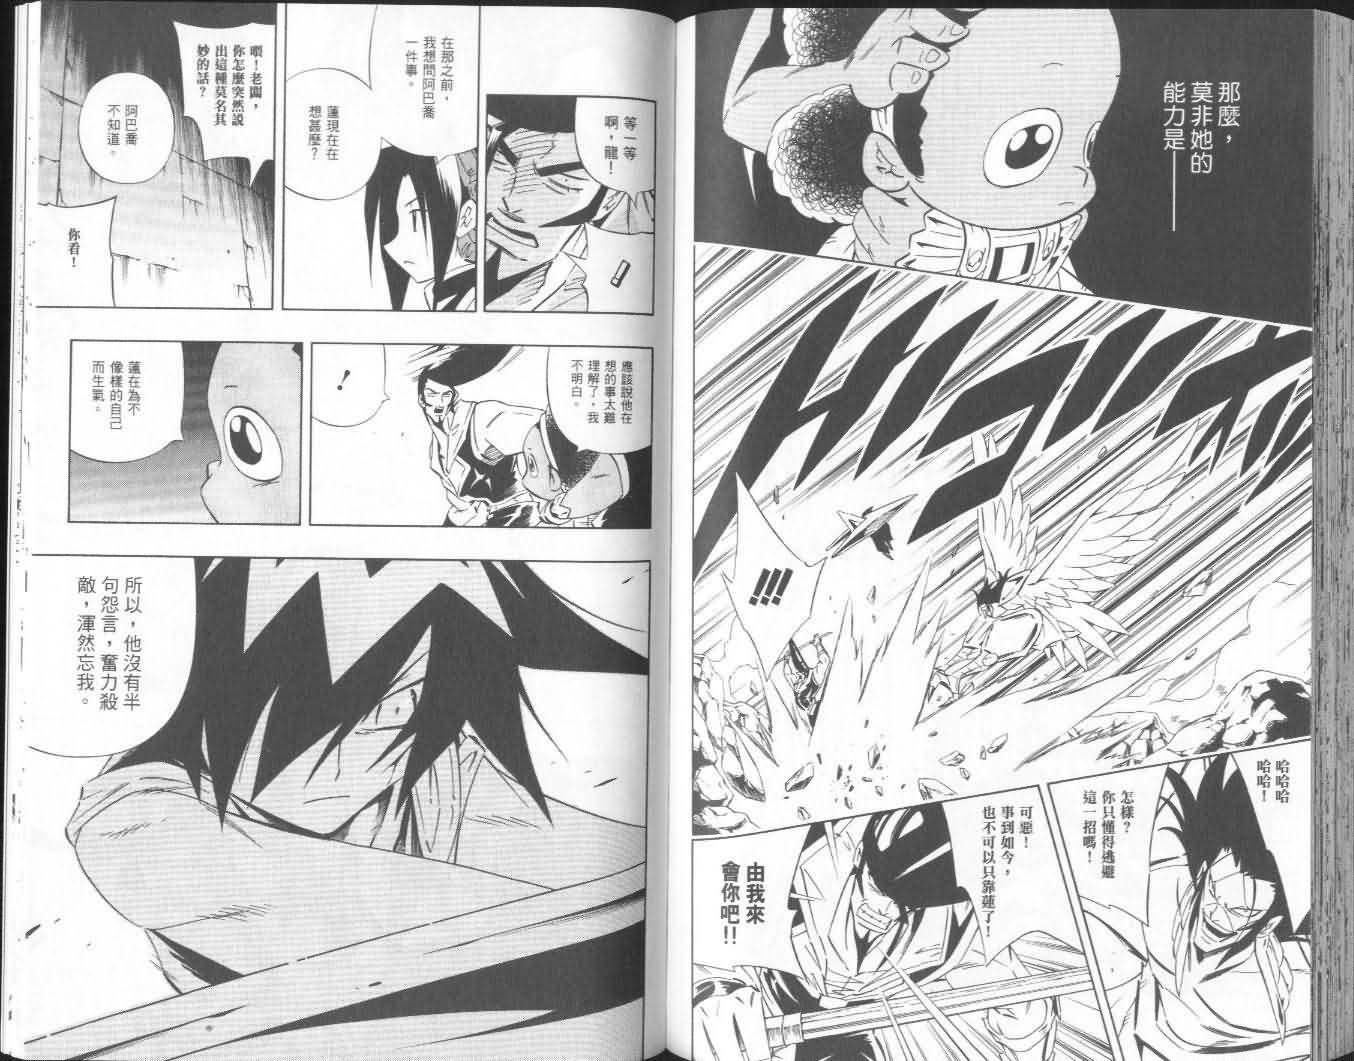 那麼，
莫非她的
能力是——
!!!
哈哈哈
哈哈！
怎樣？
你只懂得逃避
這一招嗎！
可惡！
事到如今，
也不可以只靠蓮了！
由我來
會你吧!!
等一等
啊，龍！
!
在那之前，
我想問阿巴喬
一件事。
蓮現在在
想甚麼？
喂！老闆，
你怎麼突然說
出這種莫名其
妙的話？
阿巴喬
不知道。
你看！
應該說他在
想的事太難
理解了，我
不明白。
！
蓮在為不
像樣的自己
而生氣。
所以，他沒有半
句怨言，奮力殺
敵，渾然忘我。